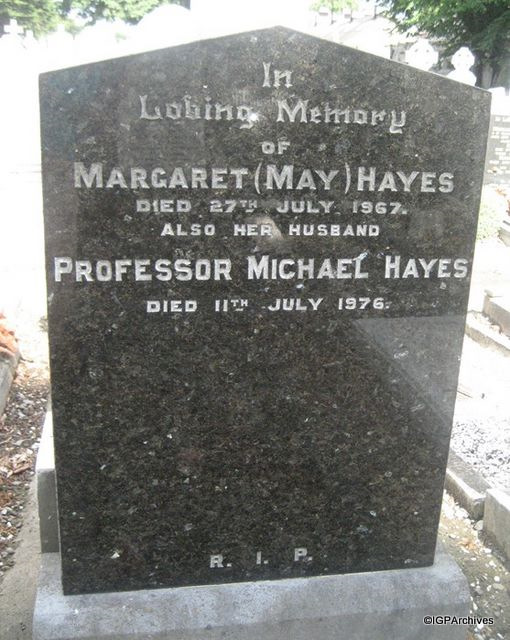 In
Loving Memory
OF
MARGARET (MAY) HAYES
DIED 27TH JULY 1967.
ALSO HER HUSBAND
PROFESSOR MICHAEL HAYES
DIED 11TH JULY 1976.
R. I. P.
©IGPArchives